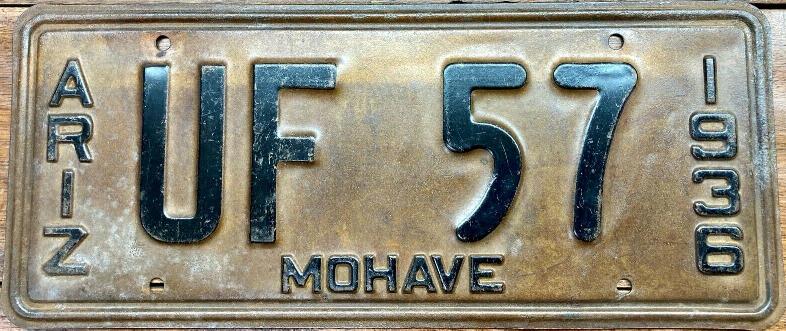 ARIZ
UF 57
1936
MOHAVE